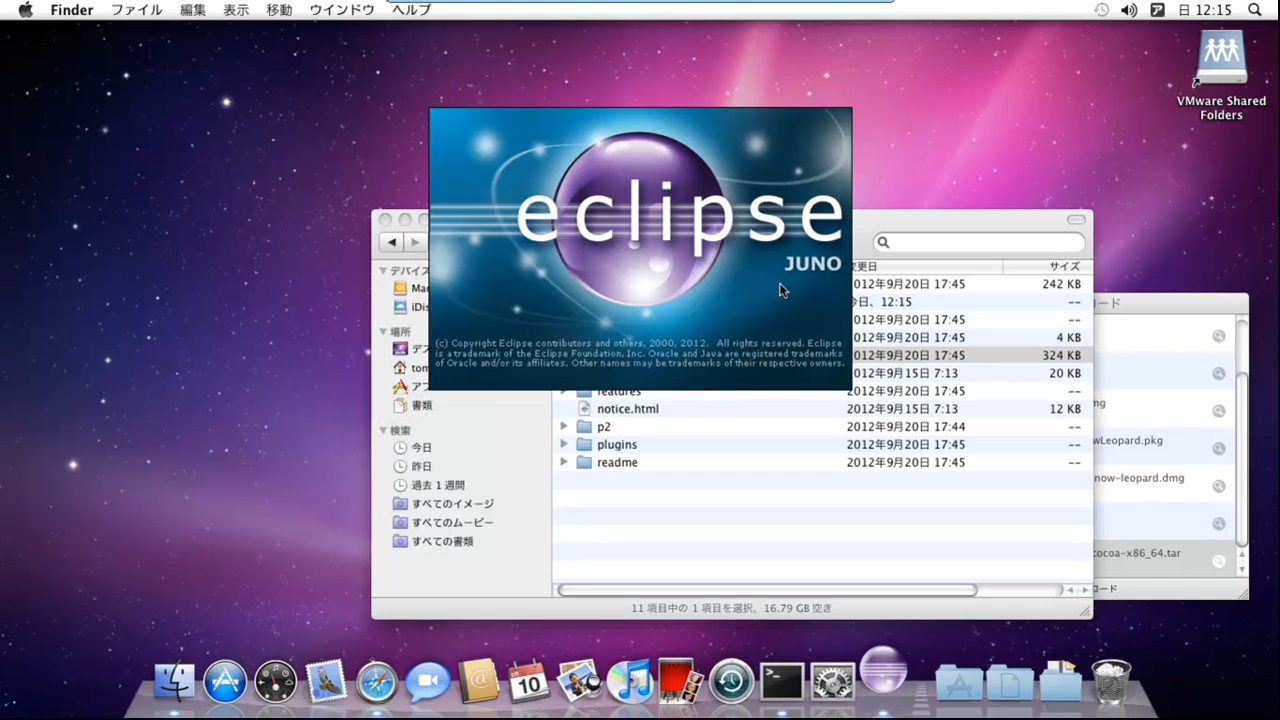 Finder ファイル 編集 表示 移動 ウインドウ ヘルプ
日 12:15
VMware Shared
Folders
eclipse
JUNO
(c) Copyright Eclipse contributors and others, 2000, 2012. All rights reserved. Eclipse
is a trademark of the Eclipse Foundation, Inc. Oracle and Java are registered trademarks
of Oracle and/or its affiliates. Other names may be trademarks of their respective owners.
変更日 サイズ
012年9月20日 17:45 242 KB
今日、12:15 --
012年9月20日 17:45 --
012年9月20日 17:45 4 KB
012年9月20日 17:45 324 KB
2012年9月15日 7:13 20 KB
features 2012年9月20日 17:45 --
notice.html 2012年9月15日 7:13 12 KB
p2 2012年9月20日 17:44 --
plugins 2012年9月20日 17:45 --
readme 2012年9月20日 17:45 --
デバイス
Mac
iDis
場所
デス
tom
アプ
書類
検索
今日
昨日
過去 1 週間
すべてのイメージ
すべてのムービー
すべての書類
11 項目中の 1 項目を選択、16.79 GB 空き
ード
ng
wLeopard.pkg
now-leopard.dmg
cocoa-x86_64.tar
ード
10